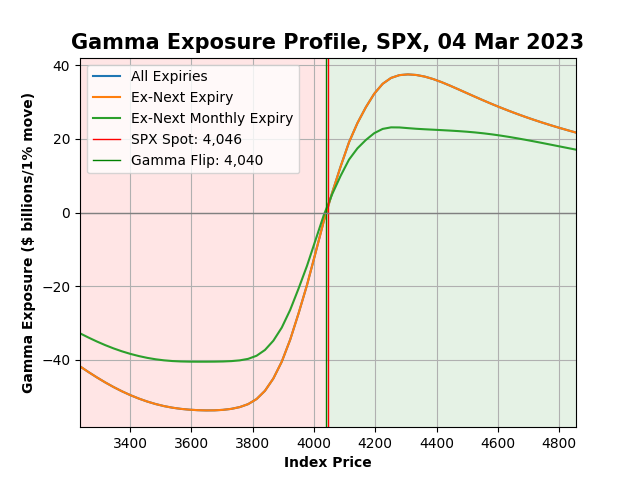 Gamma Exposure Profile, SPX, 04 Mar 2023
Gamma Exposure ($ billions/1% move)
40
20
0
−20
−40
All Expiries
Ex-Next Expiry
Ex-Next Monthly Expiry
SPX Spot: 4,046
Gamma Flip: 4,040
3400 3600 3800 4000 4200 4400 4600 4800
Index Price